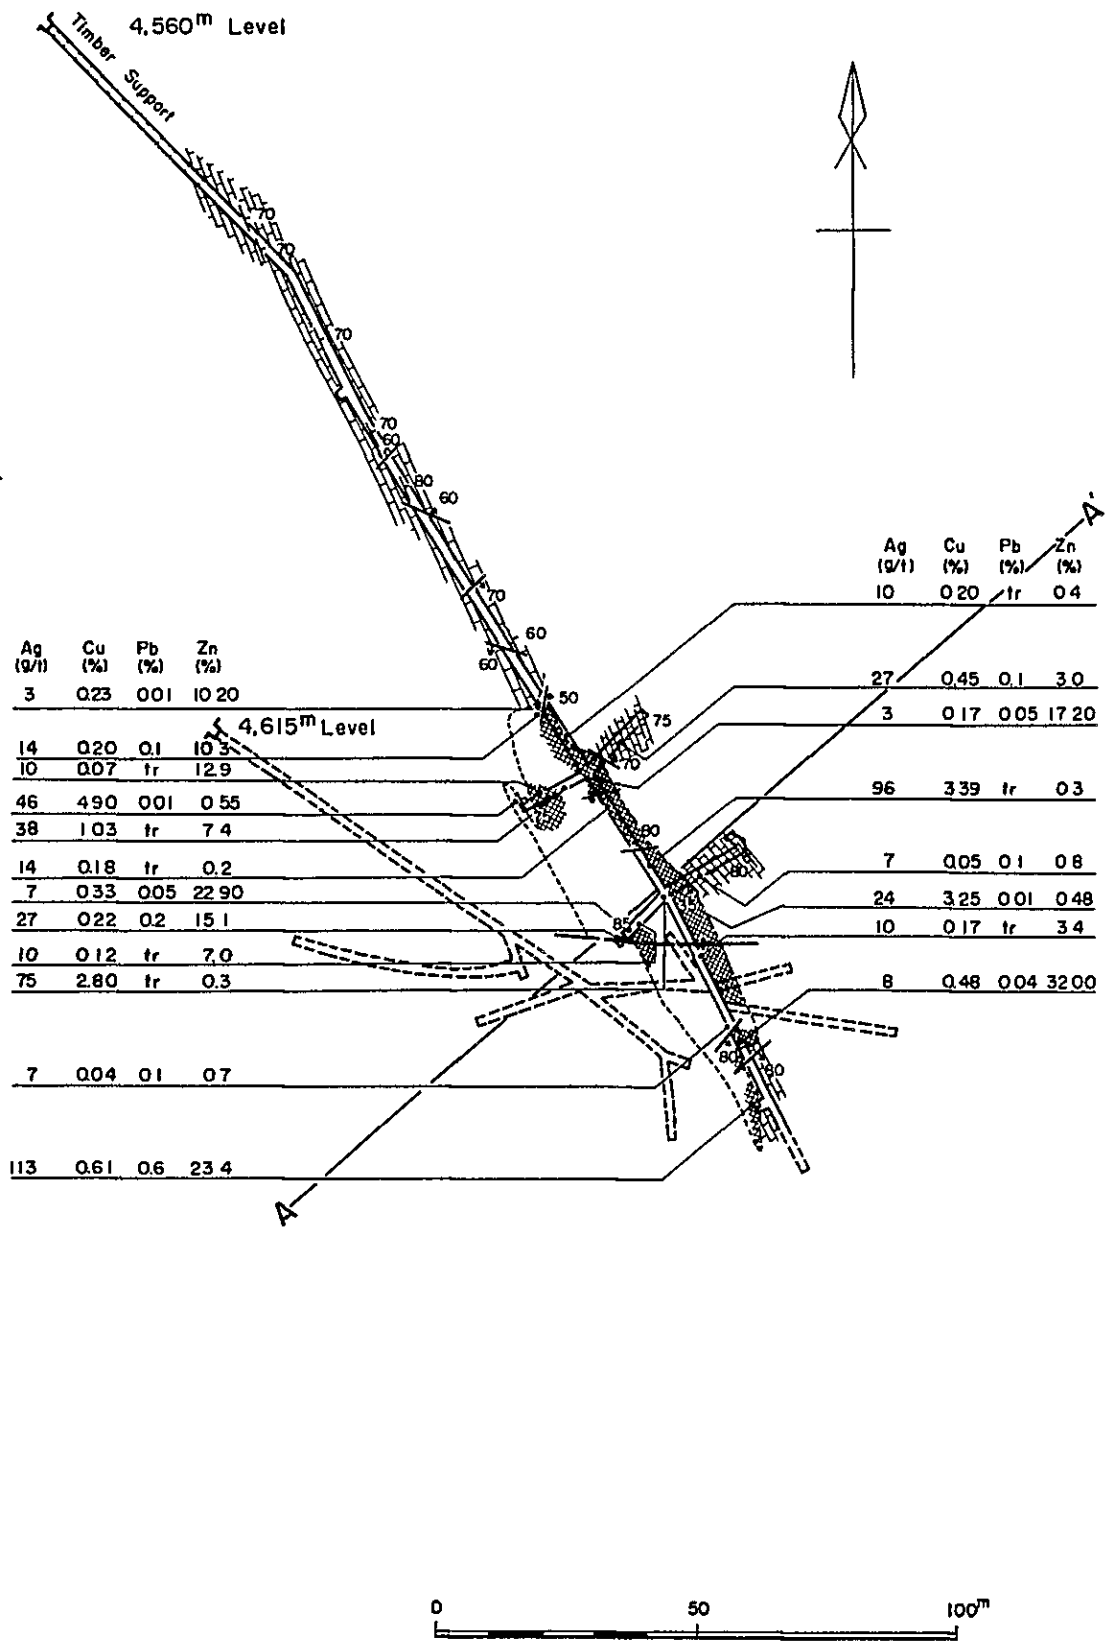 4,560m Level
Timber Support
70
70
70
70
60
80
60
70
60
60
50
75
70
80
80
85
80
80
A'
Ag Cu Pb Zn
(g/t) (%) (%) (%)
10 0 20 tr 0 4
27 0.45 0.1 3 0
3 0 17 0 05 17 20
96 3 39 tr 0 3
7 0.05 0 1 0 8
24 3.25 0 01 0 48
10 0.17 tr 3 4
8 0.48 0 04 32 00
Ag Cu Pb Zn
(g/t) (%) (%) (%)
3 0.23 0 01 10 20
4,615m Level
14 0.20 0.1 10 3
10 0.07 tr 12.9
46 4 90 0 01 0 55
38 1 03 tr 7 4
14 0.18 tr 0.2
7 0.33 0.05 22 90
27 0.22 0.2 15 1
10 0 12 tr 7.0
75 2.80 tr 0.3
7 0.04 0 1 0 7
113 0.61 0.6 23 4
A
0 50 100m